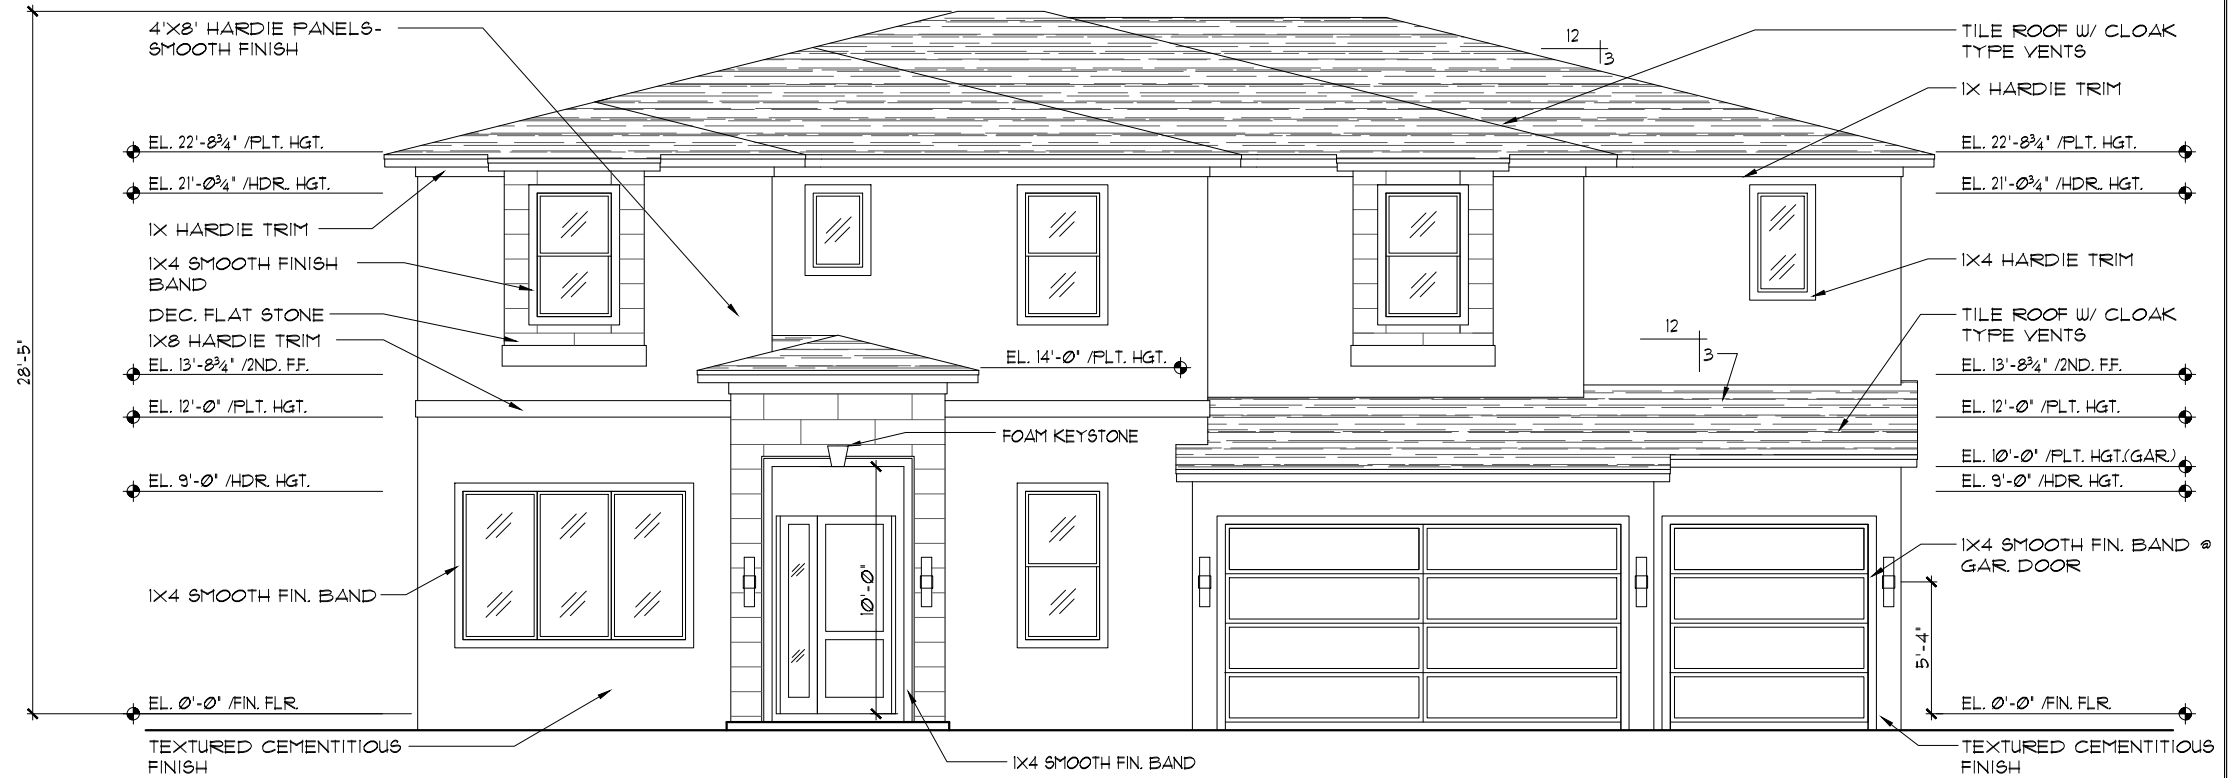 4'X8' HARDIE PANELS-
SMOOTH FINISH
EL. 22'-8¾" /PLT. HGT.
EL. 21'-0¾" /HDR. HGT.
1X HARDIE TRIM
1X4 SMOOTH FINISH
BAND
DEC. FLAT STONE
1X8 HARDIE TRIM
EL. 13'-8¾" /2ND. F.F.
EL. 12'-0" /PLT. HGT.
EL. 9'-0" /HDR. HGT.
1X4 SMOOTH FIN. BAND
EL. 0'-0" /FIN. FLR.
TEXTURED CEMENTITIOUS
FINISH
28'-5"
12
3
EL. 14'-0" /PLT. HGT.
12
3
FOAM KEYSTONE
10'-0"
1X4 SMOOTH FIN. BAND
TILE ROOF W/ CLOAK
TYPE VENTS
1X HARDIE TRIM
EL. 22'-8¾" /PLT. HGT.
EL. 21'-0¾" /HDR. HGT.
1X4 HARDIE TRIM
TILE ROOF W/ CLOAK
TYPE VENTS
EL. 13'-8¾" /2ND. F.F.
EL. 12'-0" /PLT. HGT.
EL. 10'-0" /PLT. HGT.(GAR.)
EL. 9'-0" /HDR. HGT.
1X4 SMOOTH FIN. BAND @
GAR. DOOR
5'-4"
EL. 0'-0" /FIN. FLR.
TEXTURED CEMENTITIOUS
FINISH